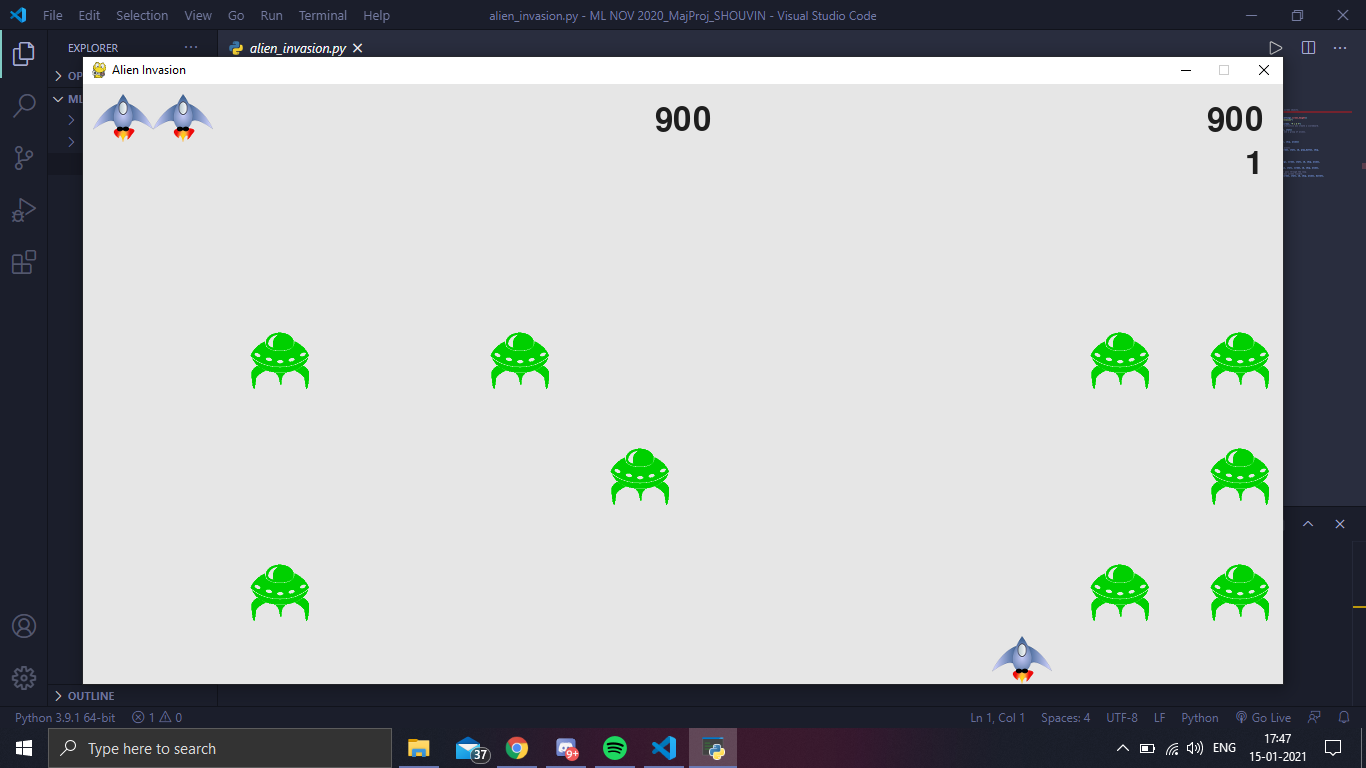 File Edit Selection View Go Run Terminal Help
alien_invasion.py - ML NOV 2020_MajProj_SHOUVIN - Visual Studio Code
EXPLORER
alien_invasion.py
Alien Invasion
OP
ML
900
900
1
OUTLINE
Python 3.9.1 64-bit
1
0
Ln 1, Col 1
Spaces: 4
UTF-8
LF
Python
Go Live
Type here to search
37
9+
ENG
17:47
15-01-2021